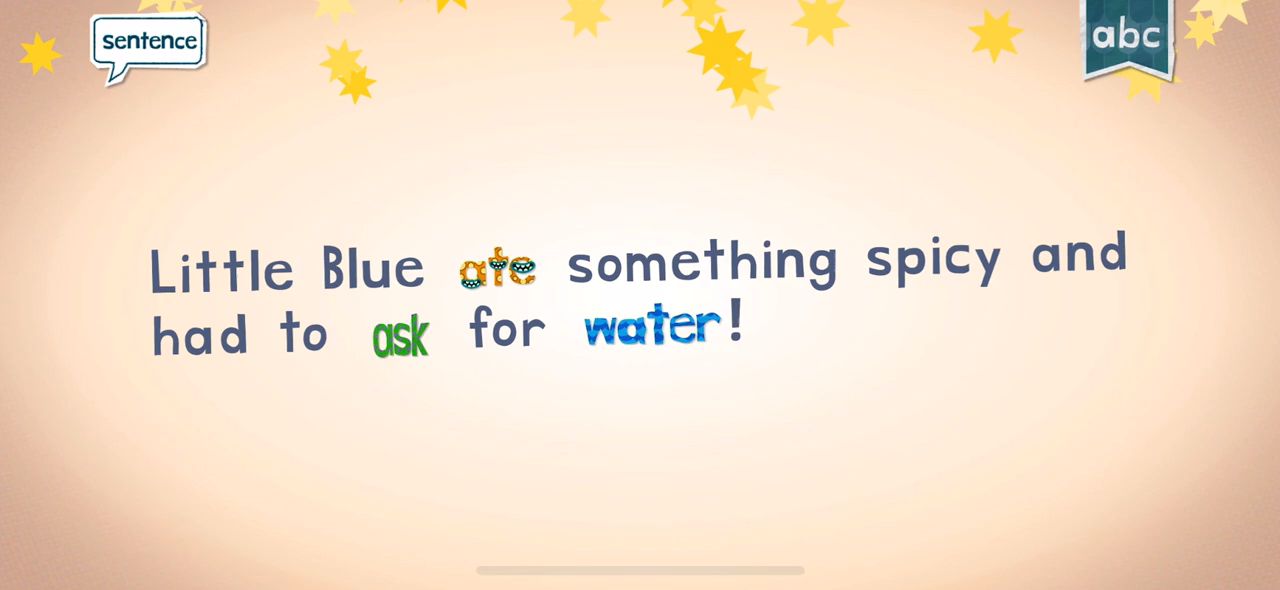 sentence
abc
Little Blue ate something spicy and
had to ask for water!